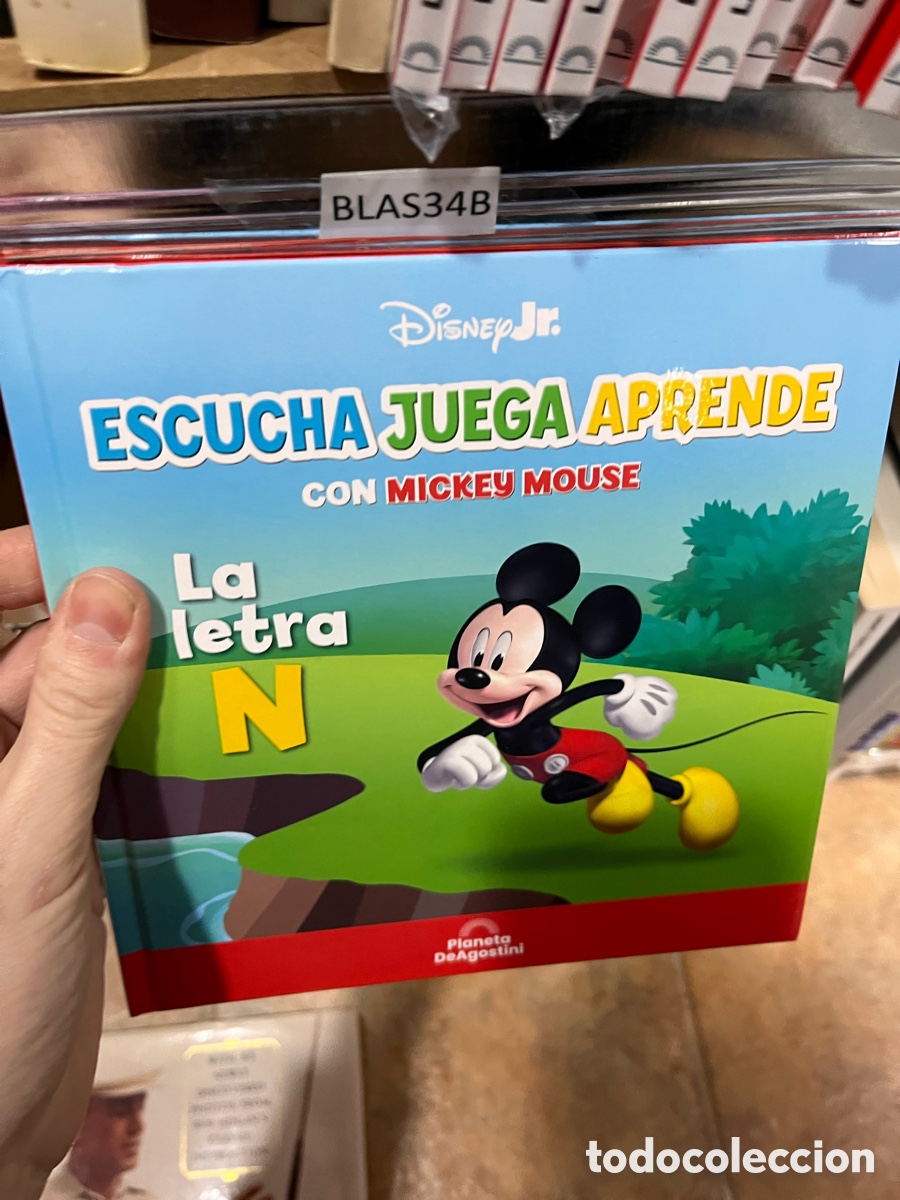 BLAS34B
Disney Jr.
ESCUCHA JUEGA APRENDE
CON MICKEY MOUSE
La
letra
N
Planeta
DeAgostini
todocoleccion